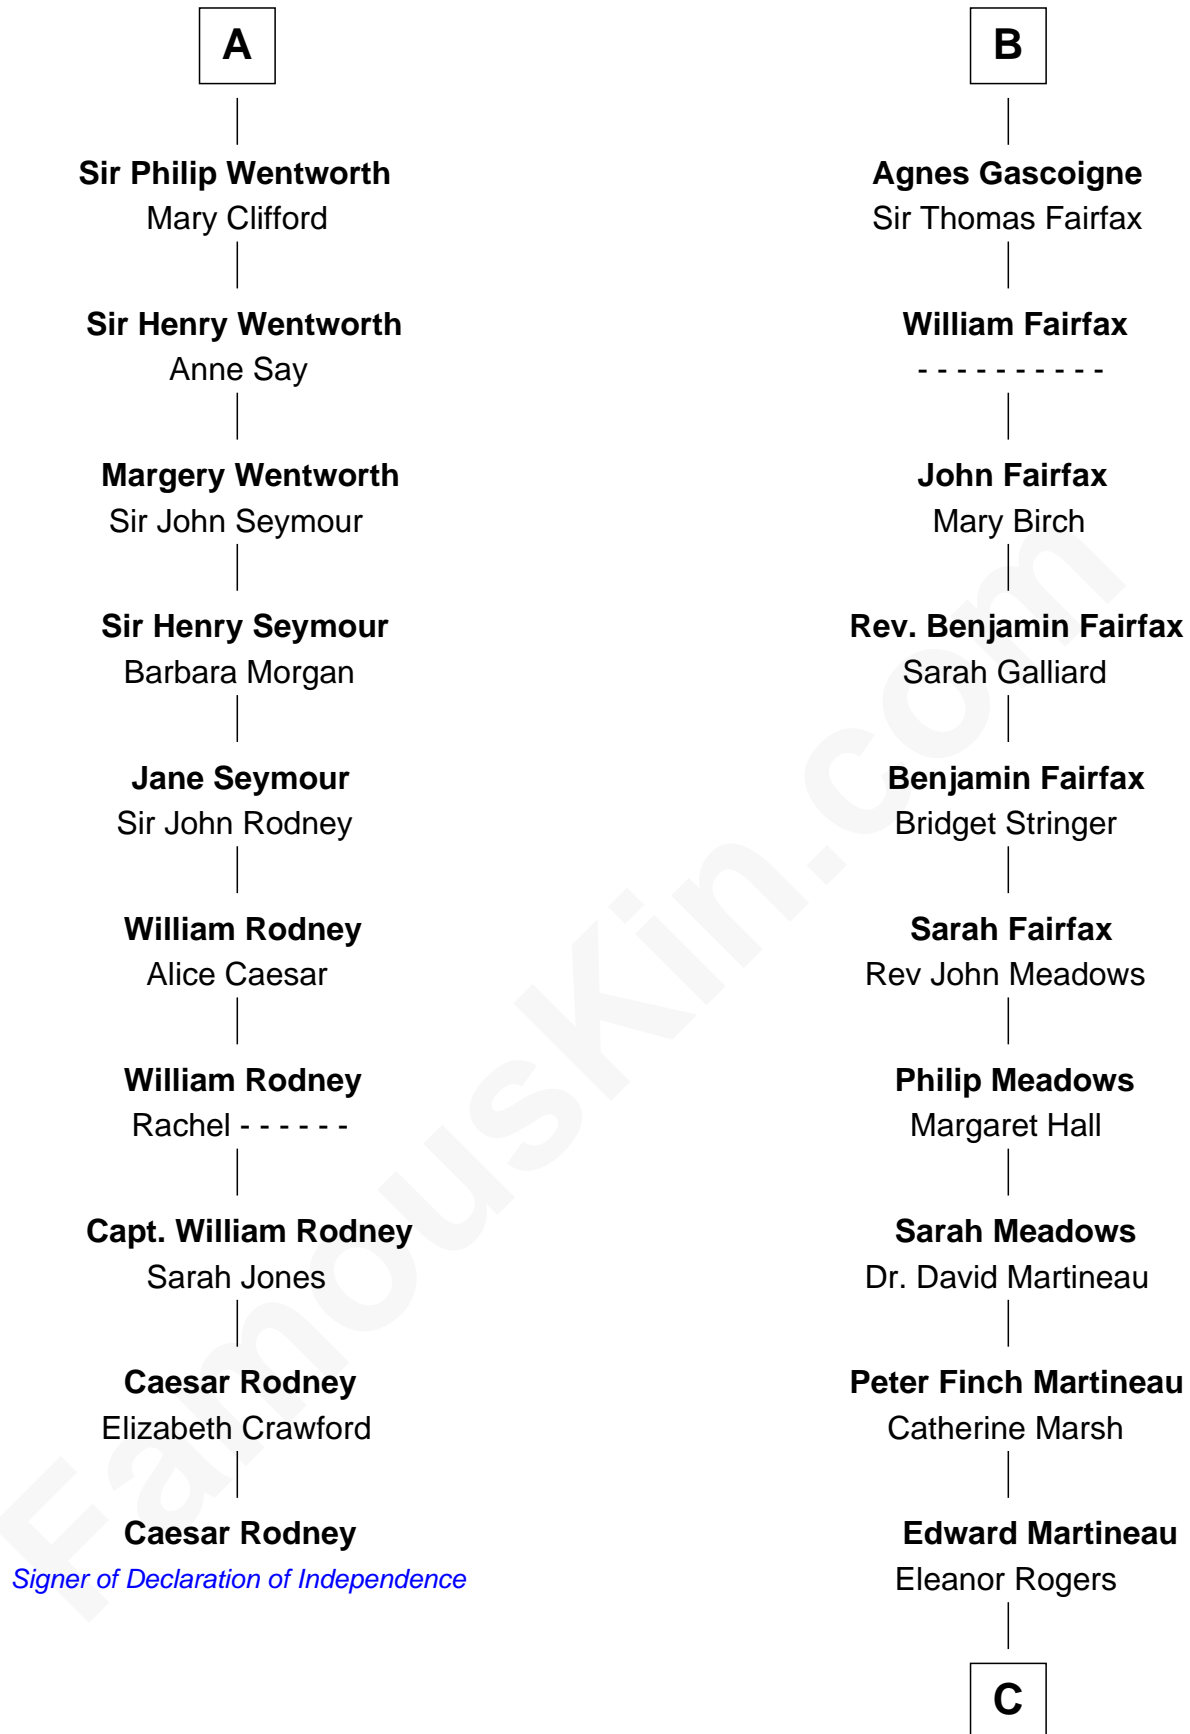 A
Sir Philip Wentworth
Mary Clifford
Sir Henry Wentworth
Anne Say
Margery Wentworth
Sir John Seymour
Sir Henry Seymour
Barbara Morgan
Jane Seymour
Sir John Rodney
William Rodney
Alice Caesar
William Rodney
Rachel - - - - - -
Capt. William Rodney
Sarah Jones
Caesar Rodney
Elizabeth Crawford
Caesar Rodney
Signer of Declaration of Independence
B
Agnes Gascoigne
Sir Thomas Fairfax
William Fairfax
- - - - - - - - - -
John Fairfax
Mary Birch
Rev. Benjamin Fairfax
Sarah Galliard
Benjamin Fairfax
Bridget Stringer
Sarah Fairfax
Rev John Meadows
Philip Meadows
Margaret Hall
Sarah Meadows
Dr. David Martineau
Peter Finch Martineau
Catherine Marsh
Edward Martineau
Eleanor Rogers
C
FamousKin.com